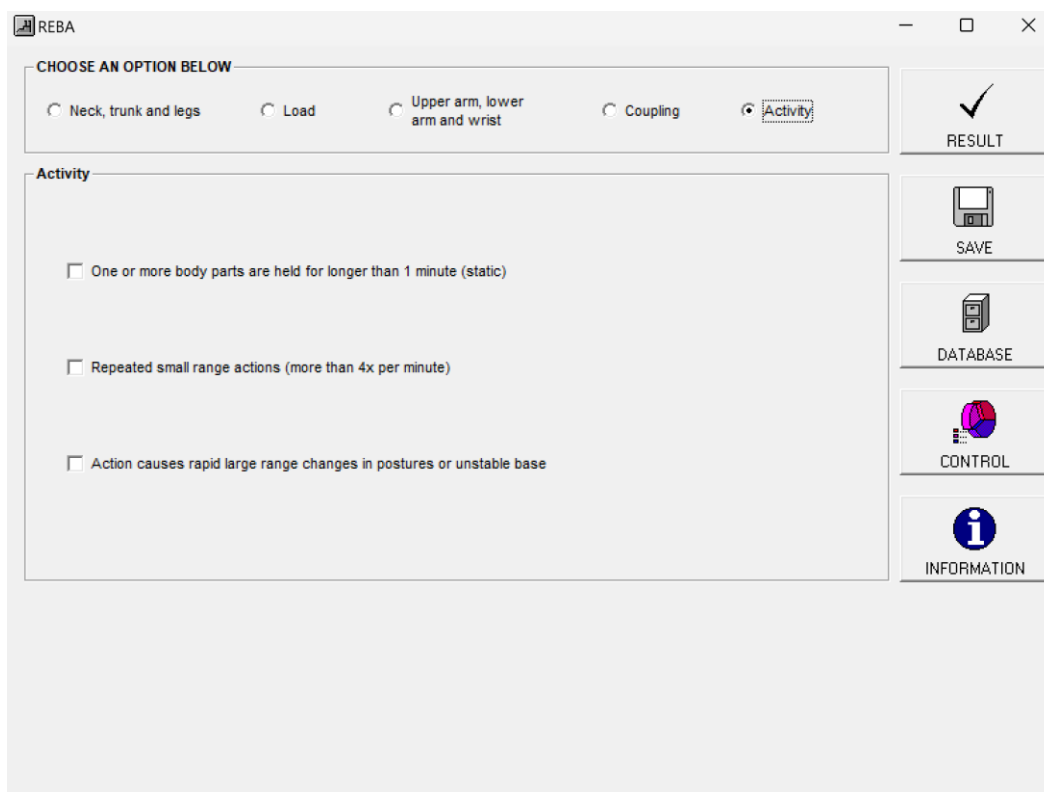 REBA
CHOOSE AN OPTION BELOW
Neck, trunk and legs
Load
Upper arm, lower
arm and wrist
Coupling
Activity
RESULT
Activity
SAVE
One or more body parts are held for longer than 1 minute (static)
DATABASE
Repeated small range actions (more than 4x per minute)
CONTROL
Action causes rapid large range changes in postures or unstable base
INFORMATION